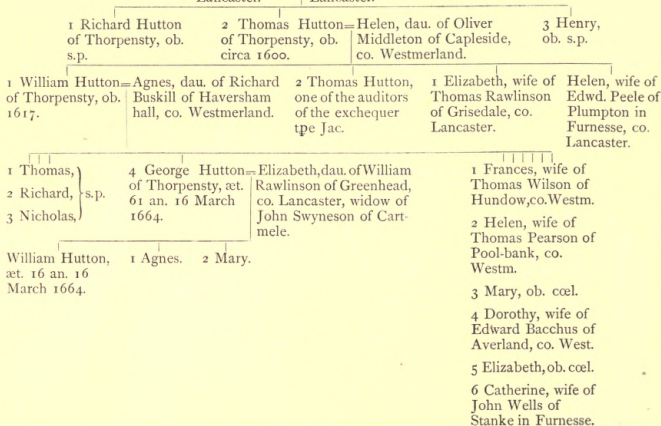 Lancaster. Lancaster.
1 Richard Hutton
of Thorpensty, ob.
s.p.
2 Thomas Hutton=Helen, dau. of Oliver
of Thorpensty, ob. Middleton of Capleside,
circa 1600. co. Westmerland.
3 Henry,
ob. s.p.
1 William Hutton=Agnes, dau. of Richard
of Thorpensty, ob. Buskill of Haversham
1617. hall, co. Westmerland.
2 Thomas Hutton,
one of the auditors
of the exchequer
tpe Jac.
1 Elizabeth, wife of
Thomas Rawlinson
of Grisedale, co.
Lancaster.
Helen, wife of
Edwd. Peele of
Plumpton in
Furnesse, co.
Lancaster.
1 Thomas,
2 Richard, s.p.
3 Nicholas,
4 George Hutton=Elizabeth, dau. of William
of Thorpensty, æt. Rawlinson of Greenhead,
61 an. 16 March co. Lancaster, widow of
1664. John Swyneson of Cart-
mele.
1 Frances, wife of
Thomas Wilson of
Hundow, co. Westm.
2 Helen, wife of
Thomas Pearson of
Pool-bank, co.
Westm.
3 Mary, ob. cœl.
4 Dorothy, wife of
Edward Bacchus of
Averland, co. West.
5 Elizabeth, ob. cœl.
6 Catherine, wife of
John Wells of
Stanke in Furnesse.
William Hutton,
æt. 16 an. 16
March 1664.
1 Agnes. 2 Mary.